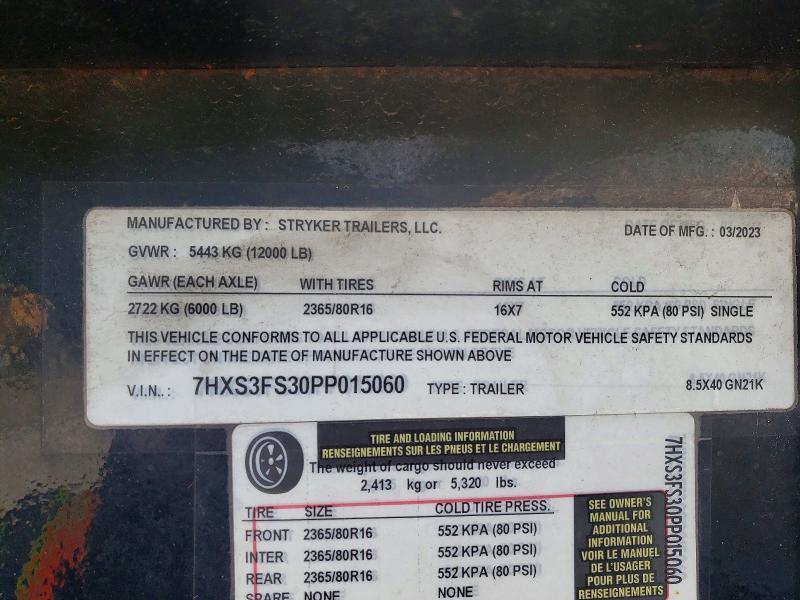 MANUFACTURED BY : STRYKER TRAILERS, LLC. DATE OF MFG. : 03/2023
GVWR : 5443 KG (12000 LB)
GAWR (EACH AXLE) WITH TIRES RIMS AT COLD
2722 KG (6000 LB) 2365/80R16 16X7 552 KPA (80 PSI) SINGLE
THIS VEHICLE CONFORMS TO ALL APPLICABLE U.S. FEDERAL MOTOR VEHICLE SAFETY STANDARDS
IN EFFECT ON THE DATE OF MANUFACTURE SHOWN ABOVE
V.I.N.. : 7HXS3FS30PP015060 TYPE : TRAILER 8.5X40 GN21K
TIRE AND LOADING INFORMATION
RENSEIGNEMENTS SUR LES PNEUS ET LE CHARGEMENT
The weight of cargo should never exceed
2,413 kg or 5,320 lbs.
TIRE SIZE COLD TIRE PRESS.
FRONT 2365/80R16 552 KPA (80 PSI)
INTER 2365/80R16 552 KPA (80 PSI)
REAR 2365/80R16 552 KPA (80 PSI)
SPARE NONE NONE
SEE OWNER'S
MANUAL FOR
ADDITIONAL
INFORMATION
VOIR LE MANUEL
DE L'USAGER
POUR PLUS DE
RENSEIGNEMENTS
7HXS3FS30PP015060